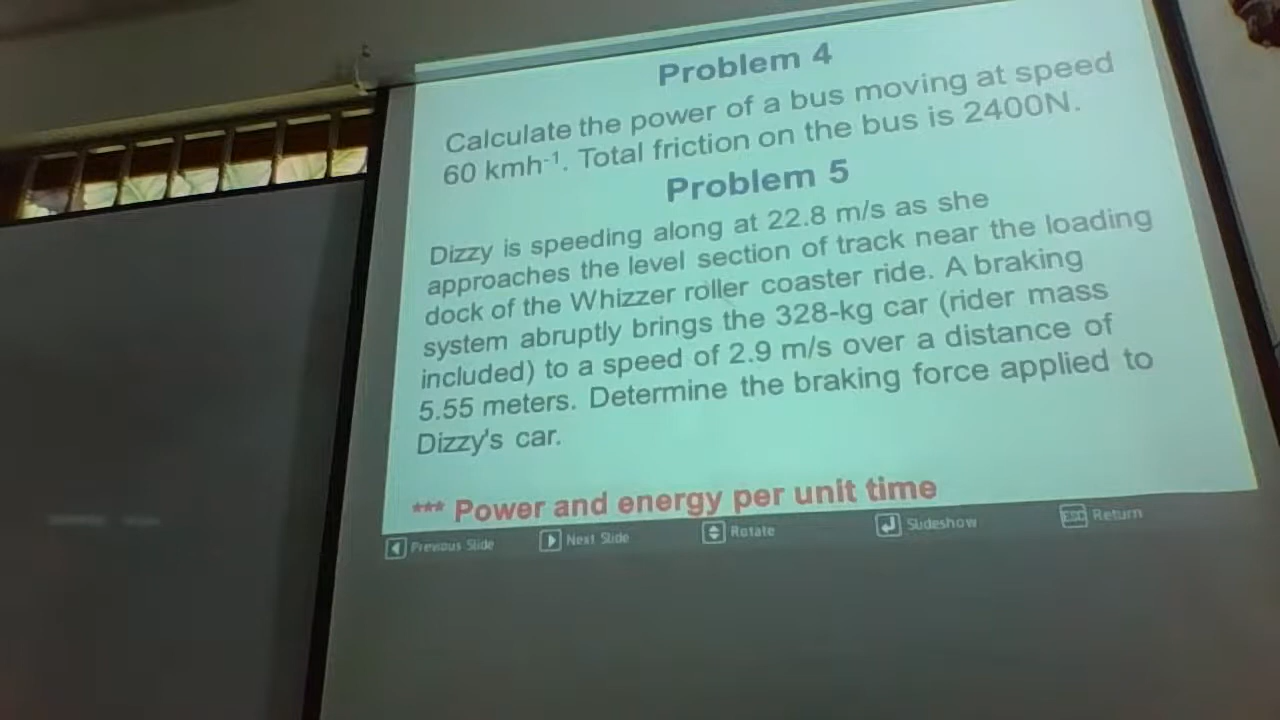 Problem 4
Calculate the power of a bus moving at speed
60 kmh⁻¹. Total friction on the bus is 2400N.
Problem 5
Dizzy is speeding along at 22.8 m/s as she
approaches the level section of track near the loading
dock of the Whizzer roller coaster ride. A braking
system abruptly brings the 328-kg car (rider mass
included) to a speed of 2.9 m/s over a distance of
5.55 meters. Determine the braking force applied to
Dizzy's car.
*** Power and energy per unit time
Previous Slide Next Slide Rotate Slideshow ESC Return